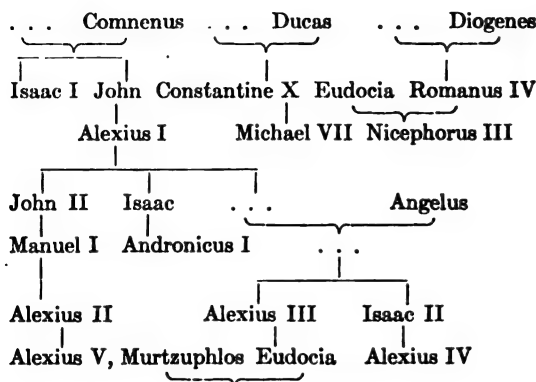 . . . Comnenus . . . Ducas . . . Diogenes
Isaac I John Constantine X Eudocia Romanus IV
Alexius I Michael VII Nicephorus III
John II Isaac . . . Angelus
Manuel I Andronicus I . . .
Alexius II Alexius III Isaac II
Alexius V, Murtzuphlos Eudocia Alexius IV